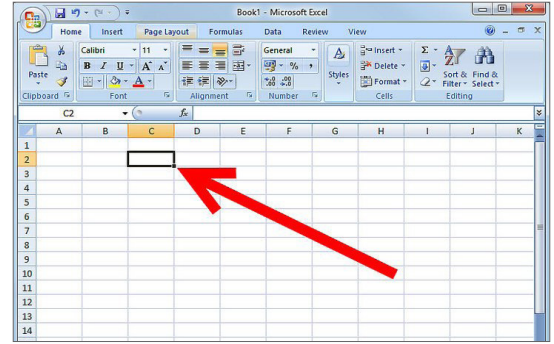 Book1 - Microsoft Excel
Home Insert Page Layout Formulas Data Review View
Calibri 11 General Σ Insert
B I U A A % , Delete Sort & Find &
Paste A .00 .0 Styles Format Filter Select
Clipboard Font Alignment Number Cells Editing
C2 fx
A B C D E F G H I J K
1
2
3
4
5
6
7
8
9
10
11
12
13
14